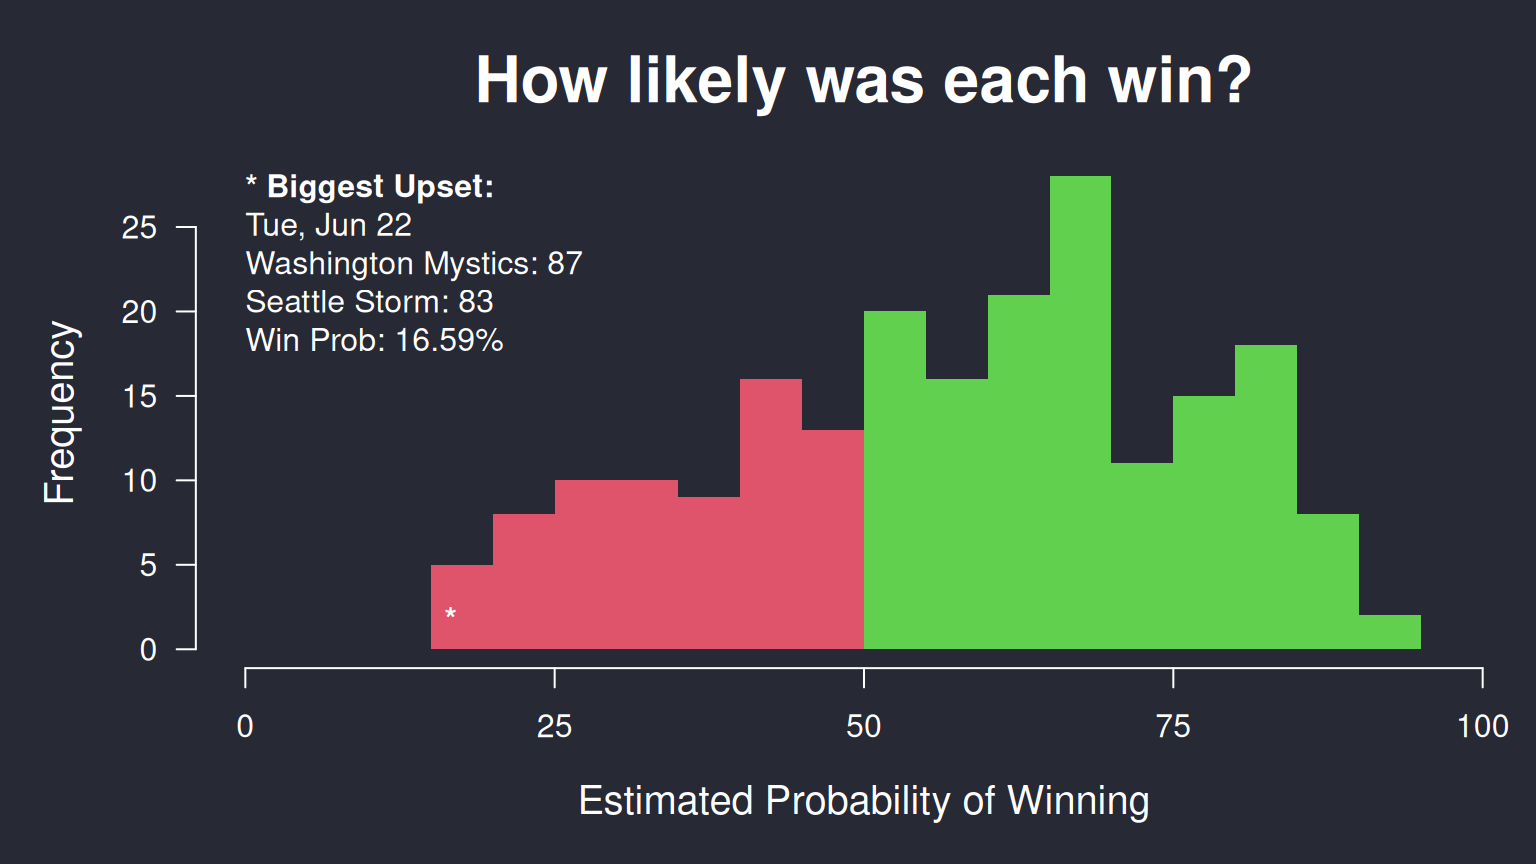 How likely was each win?
* Biggest Upset:
Tue, Jun 22
Washington Mystics: 87
Seattle Storm: 83
Win Prob: 16.59%
Frequency
25
20
15
10
5
0
*
0 25 50 75 100
Estimated Probability of Winning